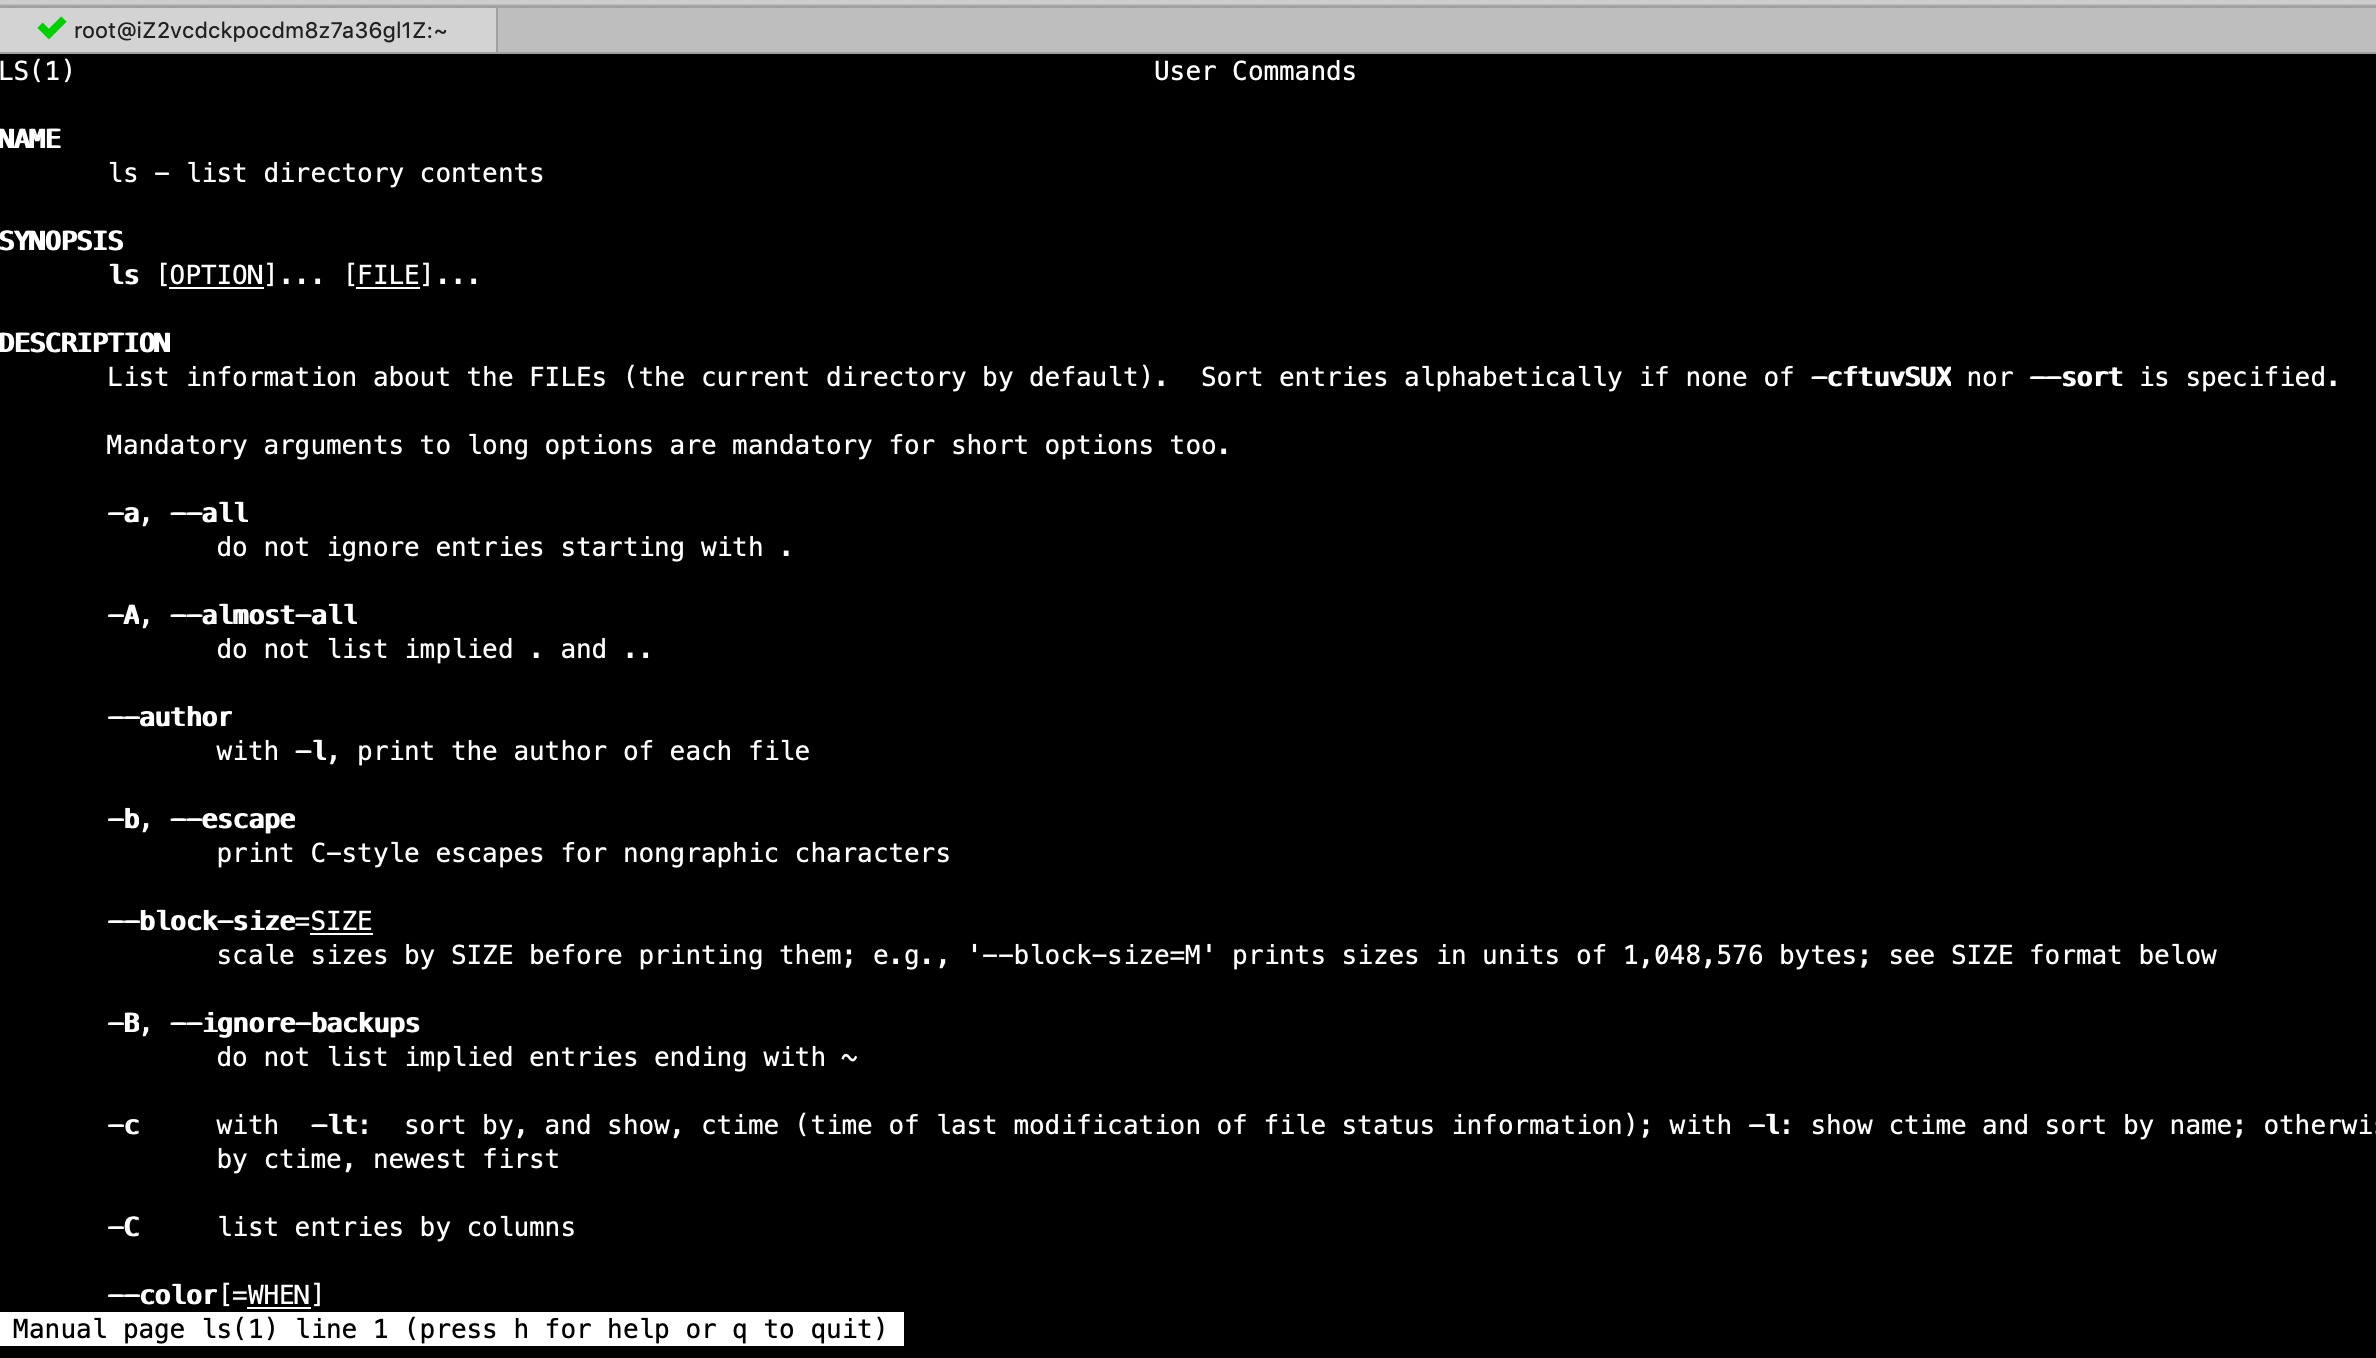 root@iZ2vcdckpocdm8z7a36gl1Z:~
LS(1) User Commands
NAME
ls - list directory contents
SYNOPSIS
ls [OPTION]... [FILE]...
DESCRIPTION
List information about the FILEs (the current directory by default). Sort entries alphabetically if none of -cftuvSUX nor --sort is specified.
Mandatory arguments to long options are mandatory for short options too.
-a, --all
do not ignore entries starting with .
-A, --almost-all
do not list implied . and ..
--author
with -l, print the author of each file
-b, --escape
print C-style escapes for nongraphic characters
--block-size=SIZE
scale sizes by SIZE before printing them; e.g., '--block-size=M' prints sizes in units of 1,048,576 bytes; see SIZE format below
-B, --ignore-backups
do not list implied entries ending with ~
-c with -lt: sort by, and show, ctime (time of last modification of file status information); with -l: show ctime and sort by name;
by ctime, newest first
-C list entries by columns
--color[=WHEN]
Manual page ls(1) line 1 (press h for help or q to quit)